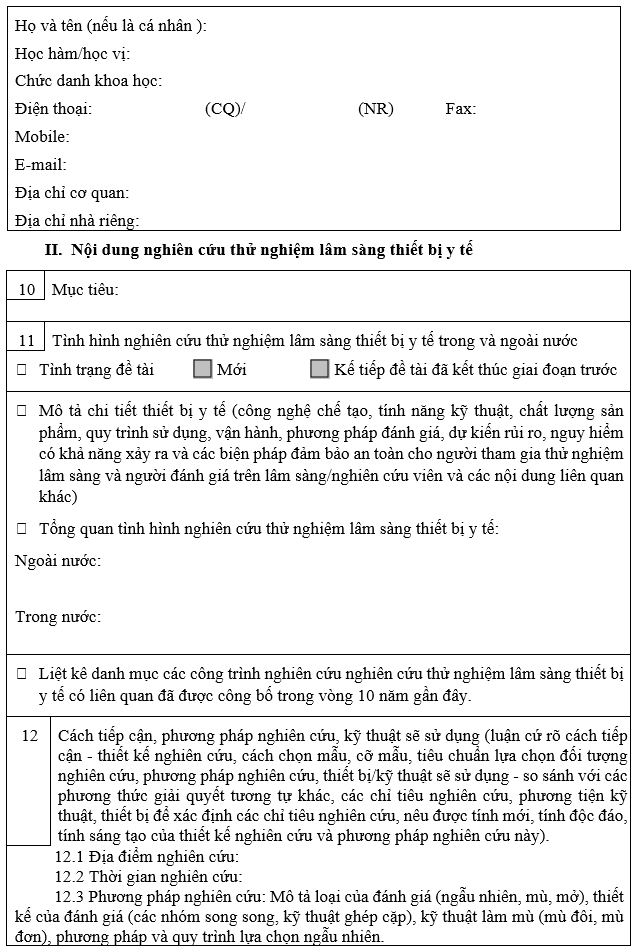 Họ và tên (nếu là cá nhân ):
Học hàm/học vị:
Chức danh khoa học:
Điện thoại: (CQ)/ (NR) Fax:
Mobile:
E-mail:
Địa chỉ cơ quan:
Địa chỉ nhà riêng:
II. Nội dung nghiên cứu thử nghiệm lâm sàng thiết bị y tế
10 Mục tiêu:
11 Tình hình nghiên cứu thử nghiệm lâm sàng thiết bị y tế trong và ngoài nước
□ Tình trạng đề tài Mới Kế tiếp đề tài đã kết thúc giai đoạn trước
□ Mô tả chi tiết thiết bị y tế (công nghệ chế tạo, tính năng kỹ thuật, chất lượng sản
phẩm, quy trình sử dụng, vận hành, phương pháp đánh giá, dự kiến rủi ro, nguy hiểm
có khả năng xảy ra và các biện pháp đảm bảo an toàn cho người tham gia thử nghiệm
lâm sàng và người đánh giá trên lâm sàng/nghiên cứu viên và các nội dung liên quan
khác)
□ Tổng quan tình hình nghiên cứu thử nghiệm lâm sàng thiết bị y tế:
Ngoài nước:
Trong nước:
□ Liệt kê danh mục các công trình nghiên cứu nghiên cứu thử nghiệm lâm sàng thiết bị
y tế có liên quan đã được công bố trong vòng 10 năm gần đây.
12 Cách tiếp cận, phương pháp nghiên cứu, kỹ thuật sẽ sử dụng (luận cứ rõ cách tiếp
cận - thiết kế nghiên cứu, cách chọn mẫu, cỡ mẫu, tiêu chuẩn lựa chọn đối tượng
nghiên cứu, phương pháp nghiên cứu, thiết bị/kỹ thuật sẽ sử dụng - so sánh với các
phương thức giải quyết tương tự khác, các chỉ tiêu nghiên cứu, phương tiện kỹ
thuật, thiết bị để xác định các chỉ tiêu nghiên cứu, nêu được tính mới, tính độc đáo,
tính sáng tạo của thiết kế nghiên cứu và phương pháp nghiên cứu này).
12.1 Địa điểm nghiên cứu:
12.2 Thời gian nghiên cứu:
12.3 Phương pháp nghiên cứu: Mô tả loại của đánh giá (ngẫu nhiên, mù, mở), thiết
kế của đánh giá (các nhóm song song, kỹ thuật ghép cặp), kỹ thuật làm mù (mù đôi, mù
đơn), phương pháp và quy trình lựa chọn ngẫu nhiên.